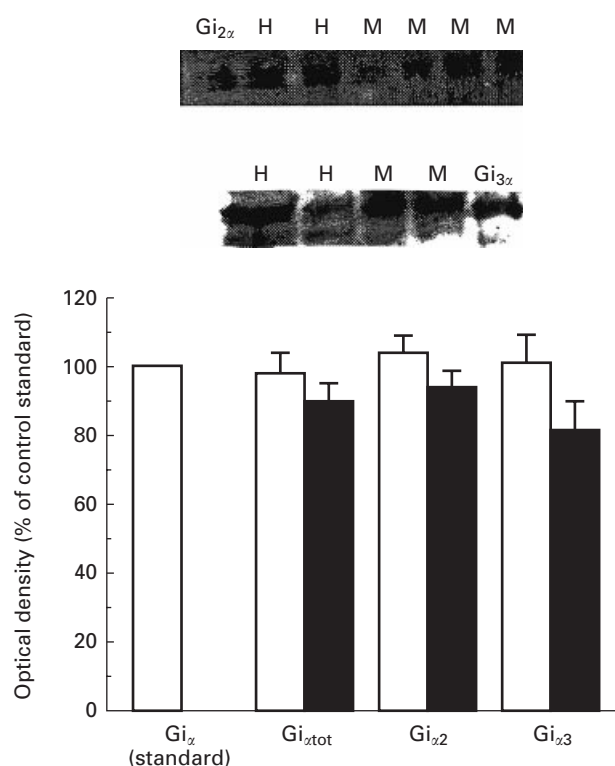 Gi2α H H M M M M
H H M M Gi3α
Optical density (% of control standard)
120
100
80
60
40
20
0
Giα Giαtot Giα2 Giα3
(standard)